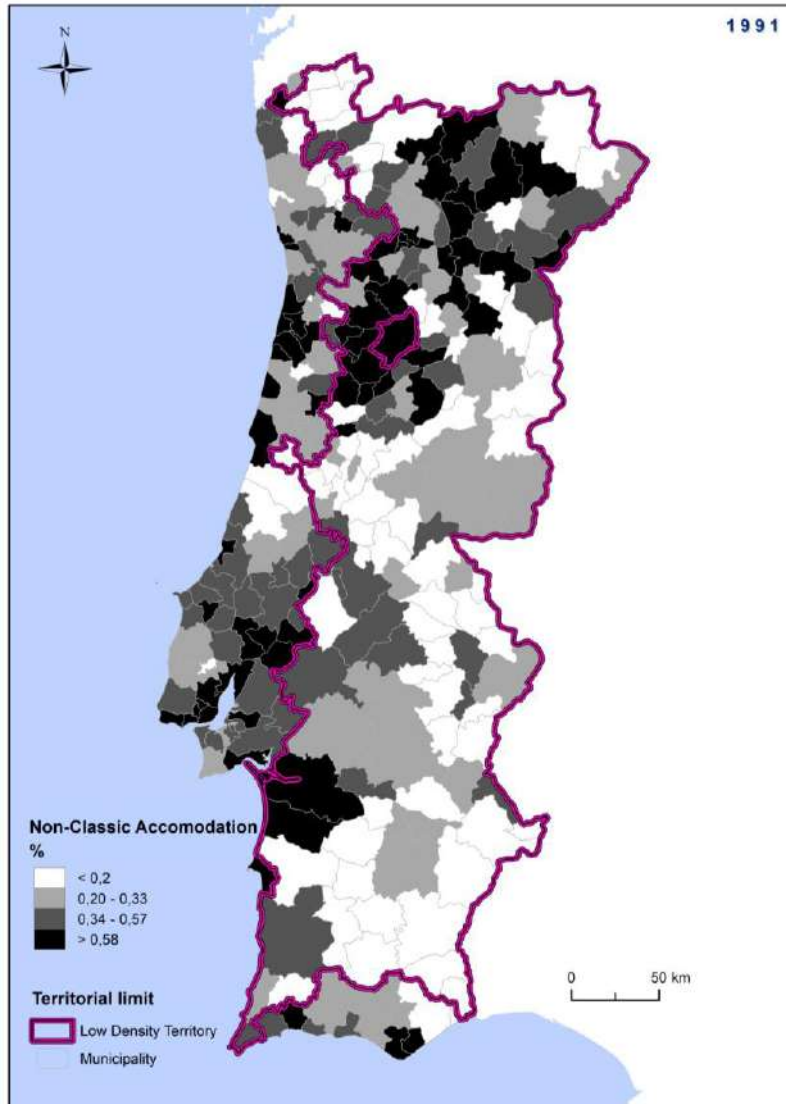 1991
N
Non-Classic Accomodation
%
< 0,2
0,20 - 0,33
0,34 - 0,57
> 0,58
0 50 km
Territorial limit
Low Density Territory
Municipality